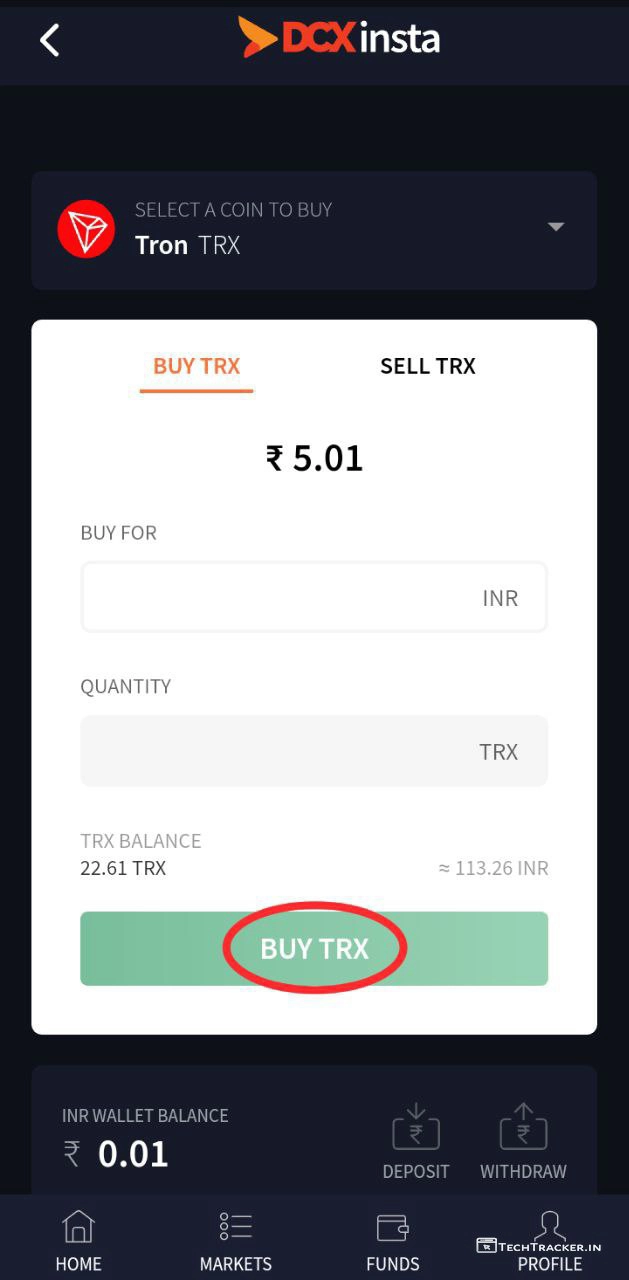 DCXinsta
SELECT A COIN TO BUY
Tron TRX
BUY TRX SELL TRX
₹ 5.01
BUY FOR
INR
QUANTITY
TRX
TRX BALANCE
22.61 TRX ≈ 113.26 INR
BUY TRX
INR WALLET BALANCE
₹ 0.01
DEPOSIT WITHDRAW
TECHTRACKER.IN
HOME MARKETS FUNDS PROFILE